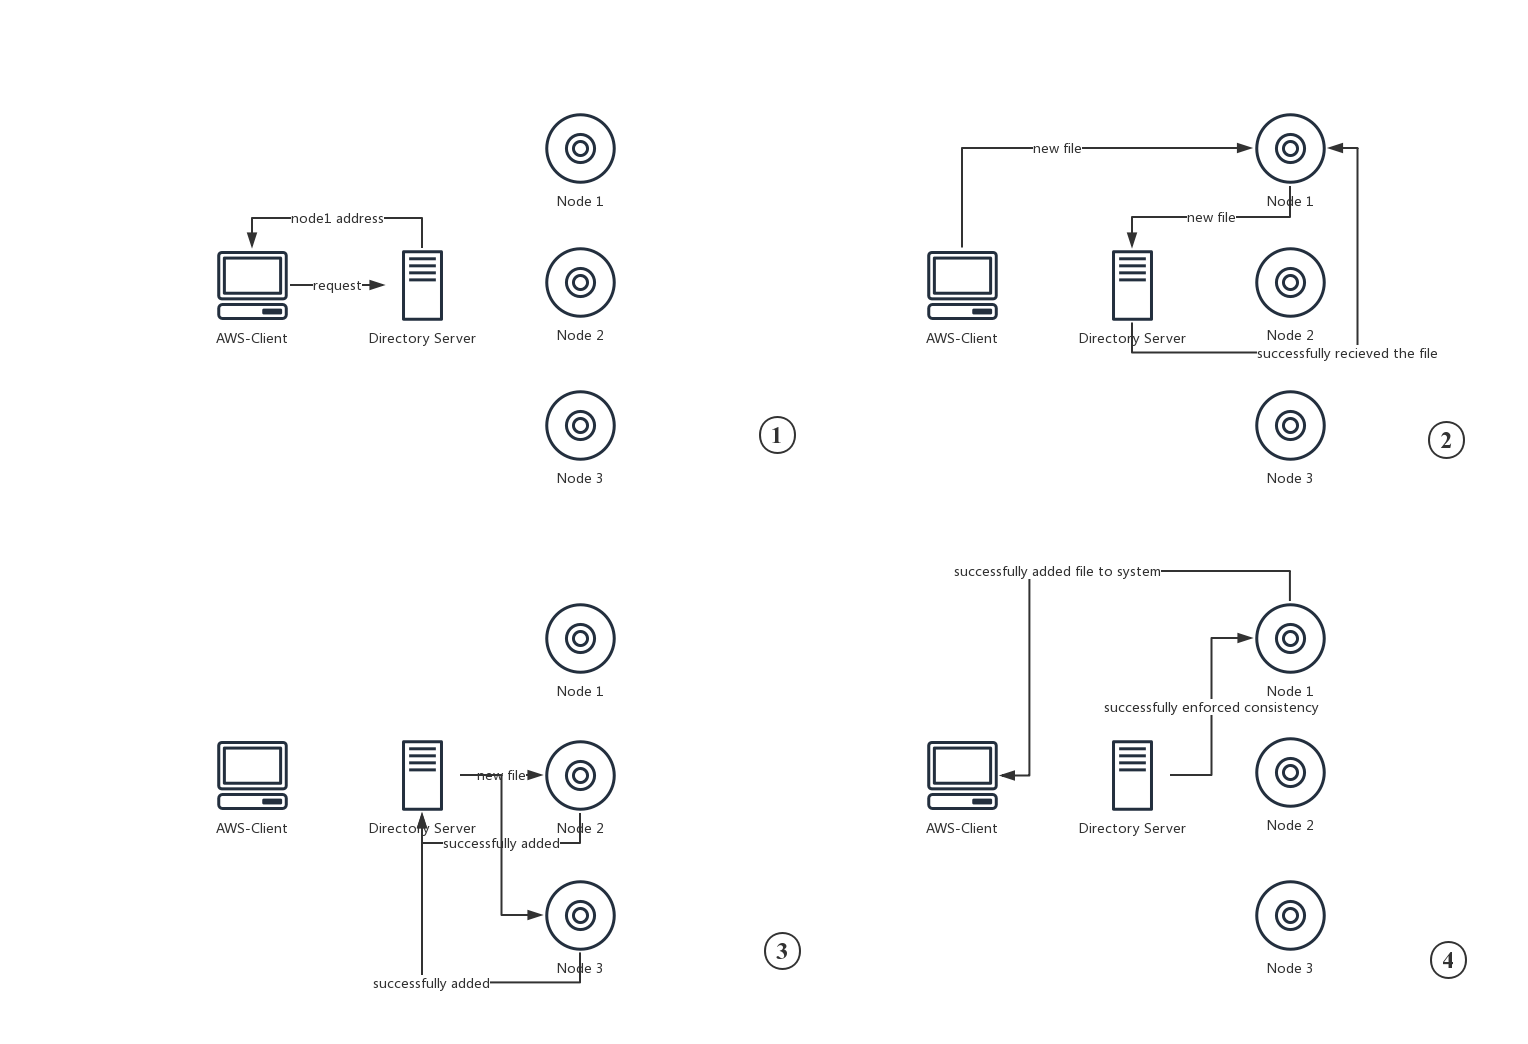 Node 1
node1 address
request
AWS-Client
Directory Server
Node 2
Node 3
1
new file
Node 1
new file
AWS-Client
Directory Server
Node 2
successfully recieved the file
Node 3
2
Node 1
new file
AWS-Client
Directory Server
Node 2
successfully added
Node 3
successfully added
3
successfully added file to system
Node 1
successfully enforced consistency
AWS-Client
Directory Server
Node 2
Node 3
4